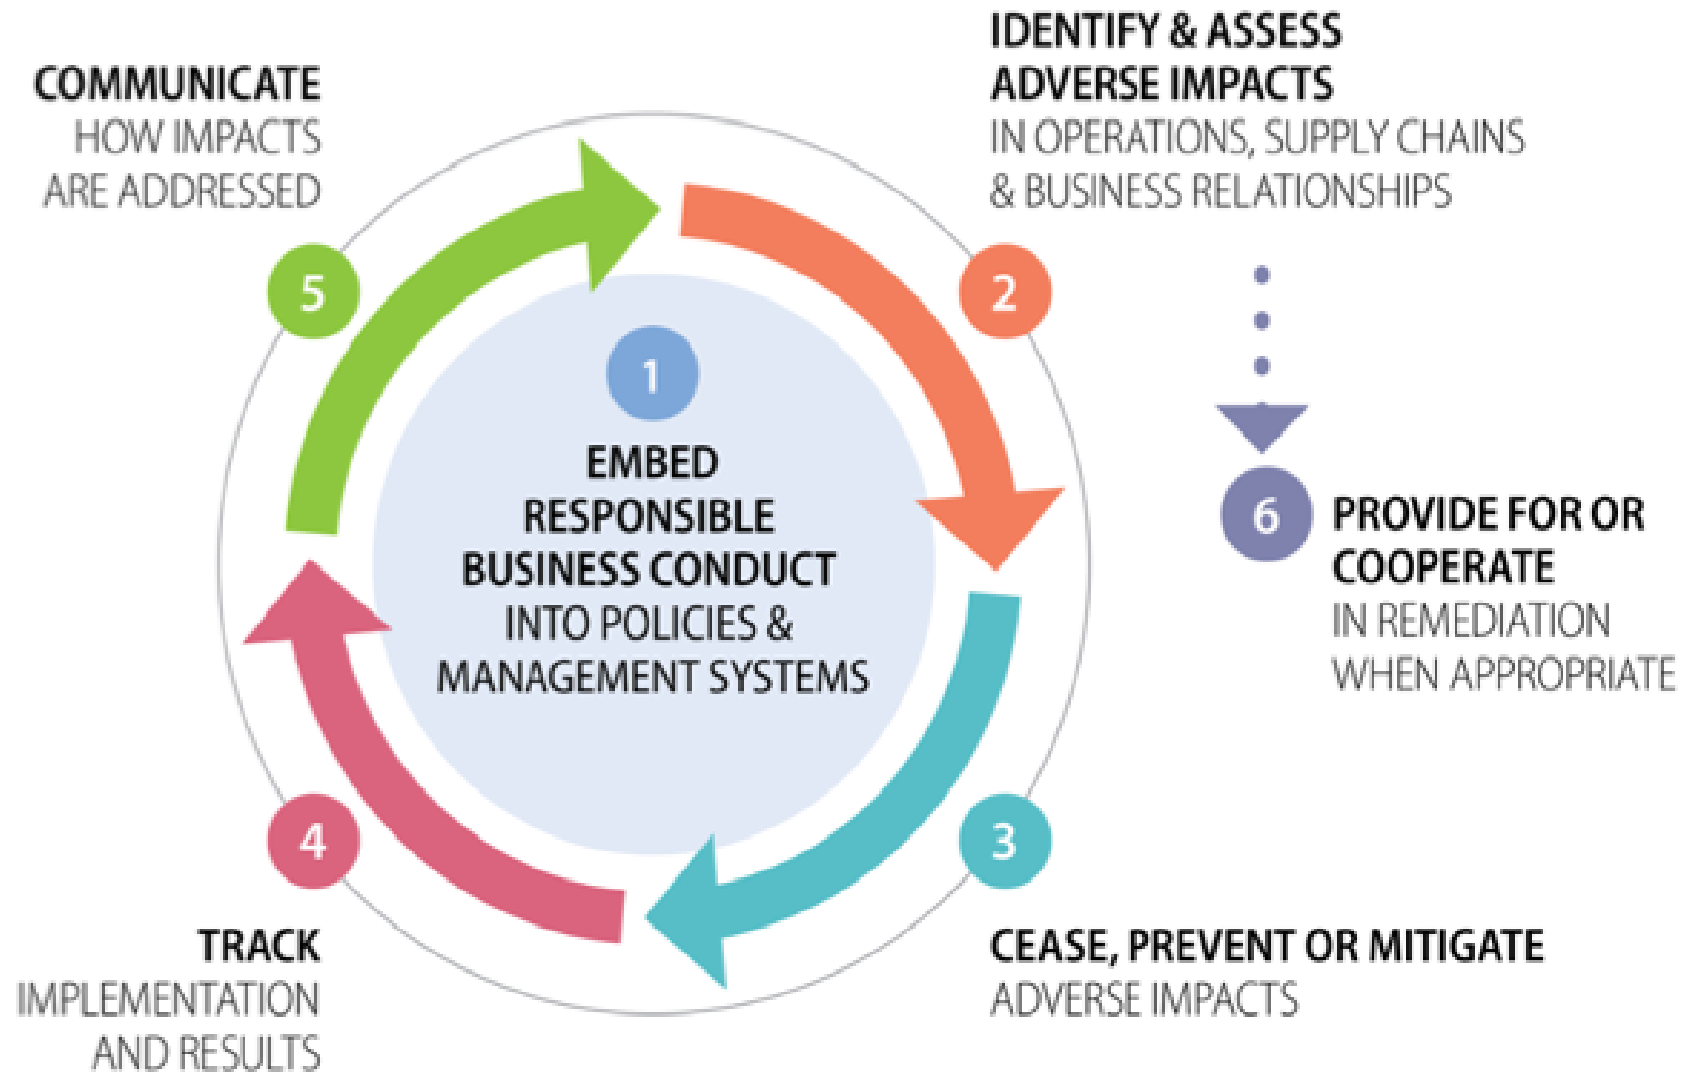 COMMUNICATE
HOW IMPACTS
ARE ADDRESSED
5
IDENTIFY & ASSESS
ADVERSE IMPACTS
IN OPERATIONS, SUPPLY CHAINS
& BUSINESS RELATIONSHIPS
2
1
EMBED
RESPONSIBLE
BUSINESS CONDUCT
INTO POLICIES &
MANAGEMENT SYSTEMS
6
PROVIDE FOR OR
COOPERATE
IN REMEDIATION
WHEN APPROPRIATE
4
TRACK
IMPLEMENTATION
AND RESULTS
3
CEASE, PREVENT OR MITIGATE
ADVERSE IMPACTS